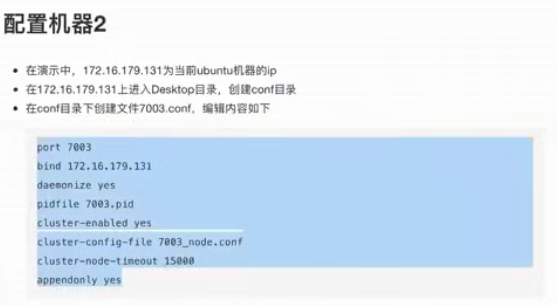 配置机器2
在演示中，172.16.179.131为当前ubuntu机器的ip
在172.16.179.131上进入Desktop目录，创建conf目录
在conf目录下创建文件7003.conf，编辑内容如下
port 7003
bind 172.16.179.131
daemonize yes
pidfile 7003.pid
cluster-enabled yes
cluster-config-file 7003_node.conf
cluster-node-timeout 15000
appendonly yes